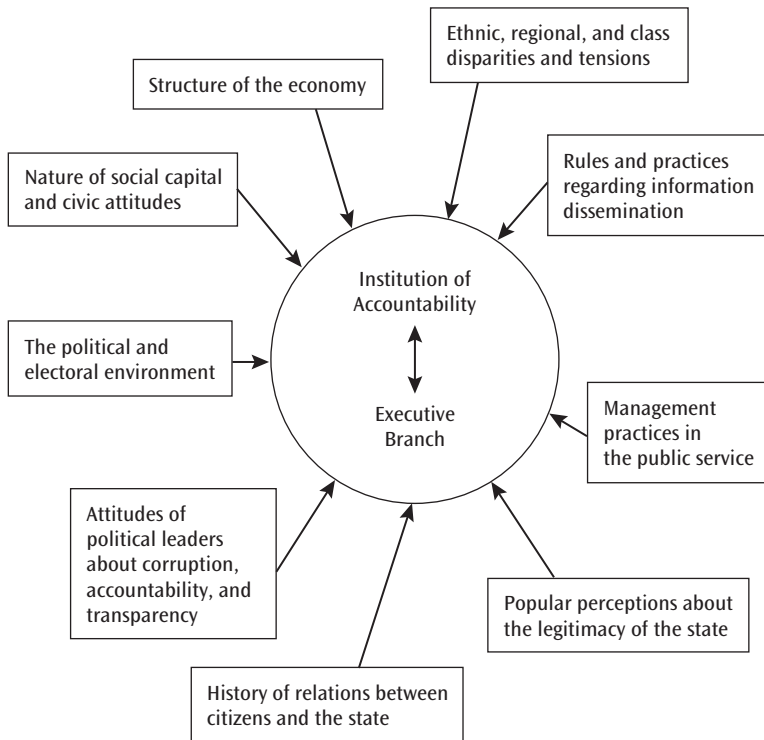 Ethnic, regional, and class
disparities and tensions
Structure of the economy
Rules and practices
regarding information
dissemination
Nature of social capital
and civic attitudes
Institution of
Accountability
The political and
electoral environment
Executive
Branch
Management
practices in
the public service
Attitudes of
political leaders
about corruption,
accountability, and
transparency
Popular perceptions about
the legitimacy of the state
History of relations between
citizens and the state